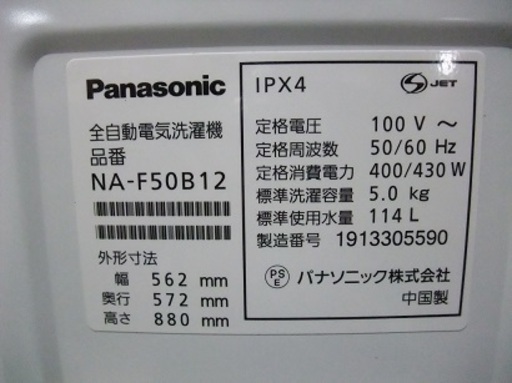 Panasonic
全自動電気洗濯機
品番
NA-F50B12
外形寸法
幅 562 mm
奥行 572 mm
高さ 880 mm
IPX4
S JET
定格電圧 100 V ～
定格周波数 50/60 Hz
定格消費電力 400/430 W
標準洗濯容量 5.0 kg
標準使用水量 114 L
製造番号 1913305590
PS E パナソニック株式会社
中国製